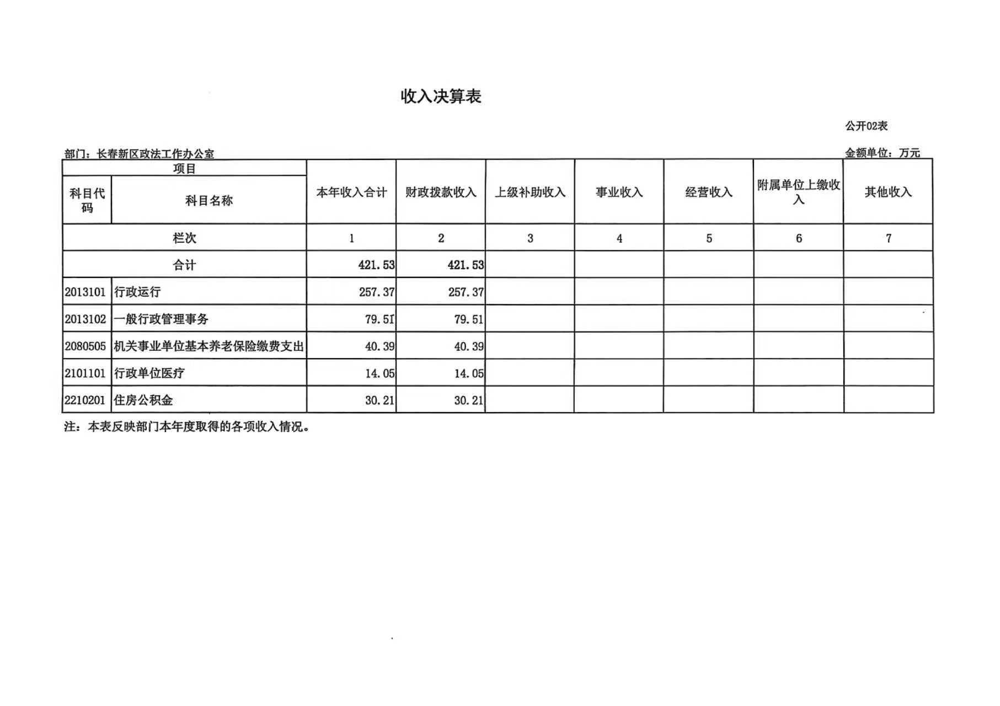 收入决算表
公开02表
部门：长春新区政法工作办公室 金额单位：万元
项目 本年收入合计 财政拨款收入 上级补助收入 事业收入 经营收入 附属单位上缴收入 其他收入
科目代码 科目名称
栏次 1 2 3 4 5 6 7
合计 421.53 421.53
2013101 行政运行 257.37 257.37
2013102 一般行政管理事务 79.51 79.51
2080505 机关事业单位基本养老保险缴费支出 40.39 40.39
2101101 行政单位医疗 14.05 14.05
2210201 住房公积金 30.21 30.21
注：本表反映部门本年度取得的各项收入情况。